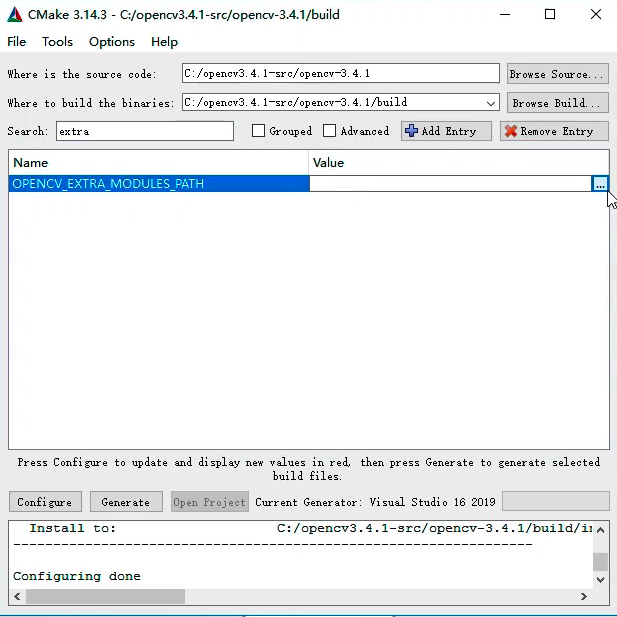 CMake 3.14.3 - C:/opencv3.4.1-src/opencv-3.4.1/build
File Tools Options Help
Where is the source code: C:/opencv3.4.1-src/opencv-3.4.1 Browse Source...
Where to build the binaries: C:/opencv3.4.1-src/opencv-3.4.1/build Browse Build...
Search: extra Grouped Advanced Add Entry Remove Entry
Name Value
OPENCV_EXTRA_MODULES_PATH ...
Press Configure to update and display new values in red, then press Generate to generate selected
build files.
Configure Generate Open Project Current Generator: Visual Studio 16 2019
Install to: C:/opencv3.4.1-src/opencv-3.4.1/build/
--------------------------------------------------------
Configuring done